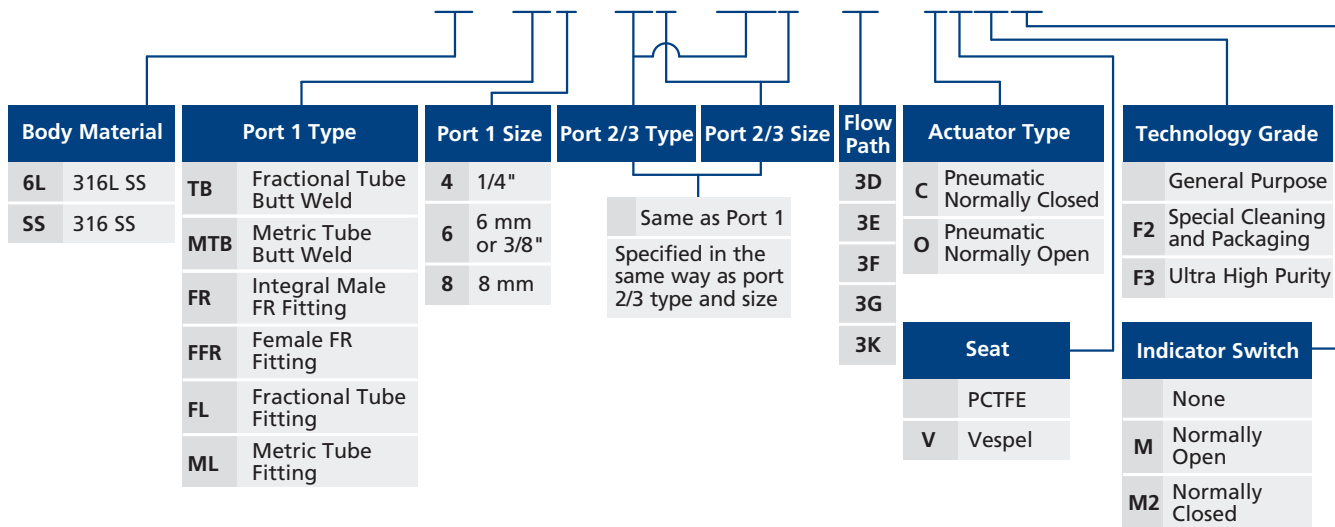 Body Material
6L 316L SS
SS 316 SS
Port 1 Type
TB Fractional Tube
Butt Weld
MTB Metric Tube
Butt Weld
FR Integral Male
FR Fitting
FFR Female FR
Fitting
FL Fractional Tube
Fitting
ML Metric Tube
Fitting
Port 1 Size
4 1/4"
6 6 mm
or 3/8"
8 8 mm
Port 2/3 Type
Port 2/3 Size
Same as Port 1
Specified in the
same way as port
2/3 type and size
Flow
Path
3D
3E
3F
3G
3K
Actuator Type
C Pneumatic
Normally Closed
O Pneumatic
Normally Open
Seat
PCTFE
V Vespel
Technology Grade
General Purpose
F2 Special Cleaning
and Packaging
F3 Ultra High Purity
Indicator Switch
None
M Normally
Open
M2 Normally
Closed